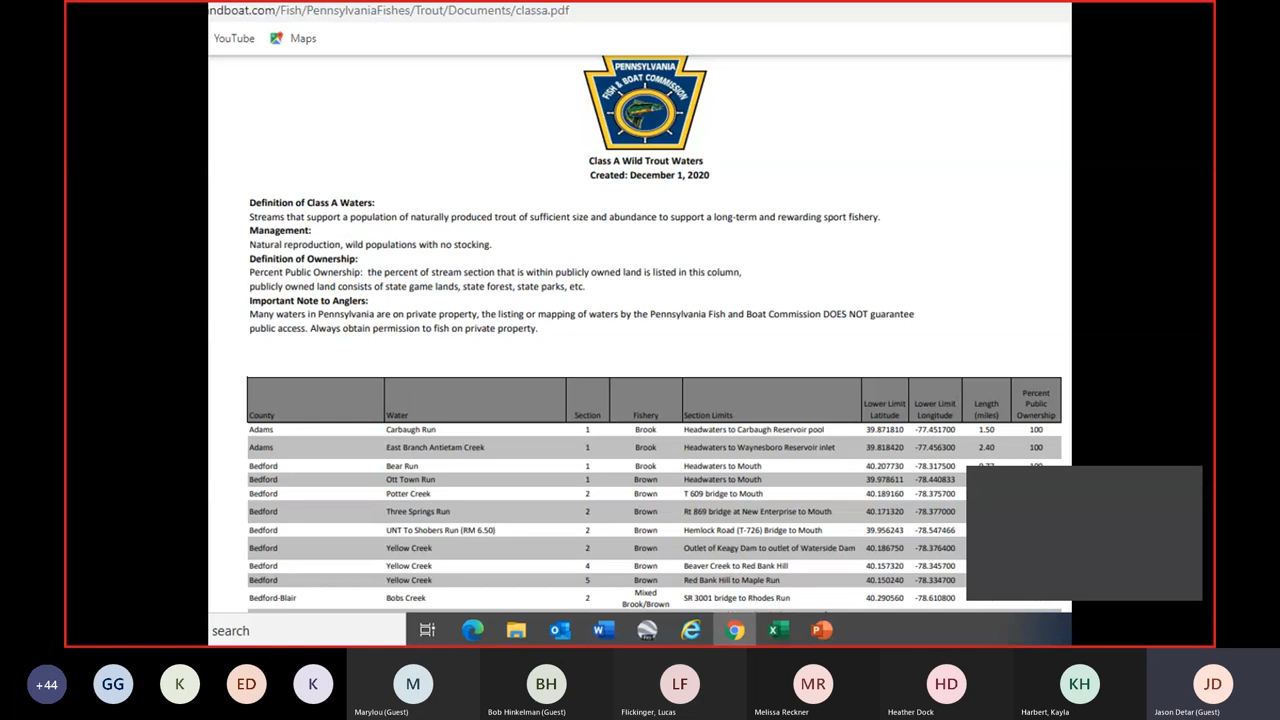 ndboat.com/Fish/PennsylvaniaFishes/Trout/Documents/classa.pdf
YouTube Maps
PENNSYLVANIA
FISH & BOAT COMMISSION
Class A Wild Trout Waters
Created: December 1, 2020
Definition of Class A Waters:
Streams that support a population of naturally produced trout of sufficient size and abundance to support a long-term and rewarding sport fishery.
Management:
Natural reproduction, wild populations with no stocking.
Definition of Ownership:
Percent Public Ownership: the percent of stream section that is within publicly owned land is listed in this column,
publicly owned land consists of state game lands, state forest, state parks, etc.
Important Note to Anglers:
Many waters in Pennsylvania are on private property, the listing or mapping of waters by the Pennsylvania Fish and Boat Commission DOES NOT guarantee
public access. Always obtain permission to fish on private property.
County Water Section Fishery Section Limits Lower Limit Latitude Lower Limit Longitude Length (miles) Percent Public Ownership
Adams Carbaugh Run 1 Brook Headwaters to Carbaugh Reservoir pool 39.871810 -77.451700 1.50 100
Adams East Branch Antietam Creek 1 Brook Headwaters to Waynesboro Reservoir inlet 39.818420 -77.456300 2.40 100
Bedford Bear Run 1 Brook Headwaters to Mouth 40.207730 -78.317500
Bedford Ott Town Run 1 Brown Headwaters to Mouth 39.978611 -78.440833
Bedford Potter Creek 2 Brown T 609 bridge to Mouth 40.189160 -78.375700
Bedford Three Springs Run 2 Brown Rt 869 bridge at New Enterprise to Mouth 40.171320 -78.377000
Bedford UNT To Shobers Run (RM 6.50) 2 Brown Hemlock Road (T-726) Bridge to Mouth 39.956243 -78.547466
Bedford Yellow Creek 2 Brown Outlet of Keagy Dam to outlet of Waterside Dam 40.186750 -78.376400
Bedford Yellow Creek 4 Brown Beaver Creek to Red Bank Hill 40.157320 -78.345700
Bedford Yellow Creek 5 Brown Red Bank Hill to Maple Run 40.150240 -78.334700
Bedford-Blair Bobs Creek 2 Mixed Brook/Brown SR 3001 bridge to Rhodes Run 40.290560 -78.610800
search
+44 GG K ED K M BH LF MR HD KH JD
Marylou (Guest) Bob Hinkelman (Guest) Flickinger, Lucas Melissa Reckner Heather Dock Harbert, Kayla Jason Detar (Guest)